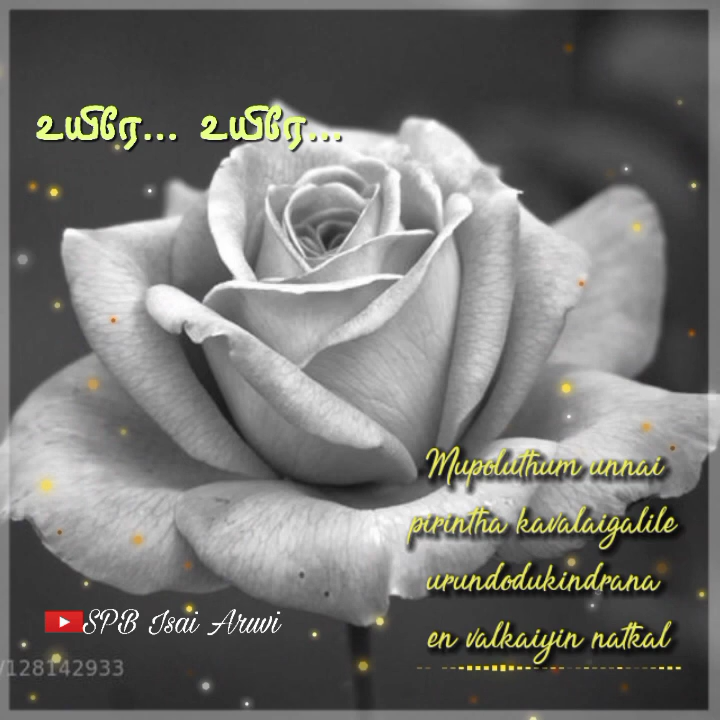 உயிரே... உயிரே...
Mupoluthum unnai
pirintha kavalaigalile
urundodukindrana
en valkaiyin natkal
SPB Isai Aruvi
/128142933